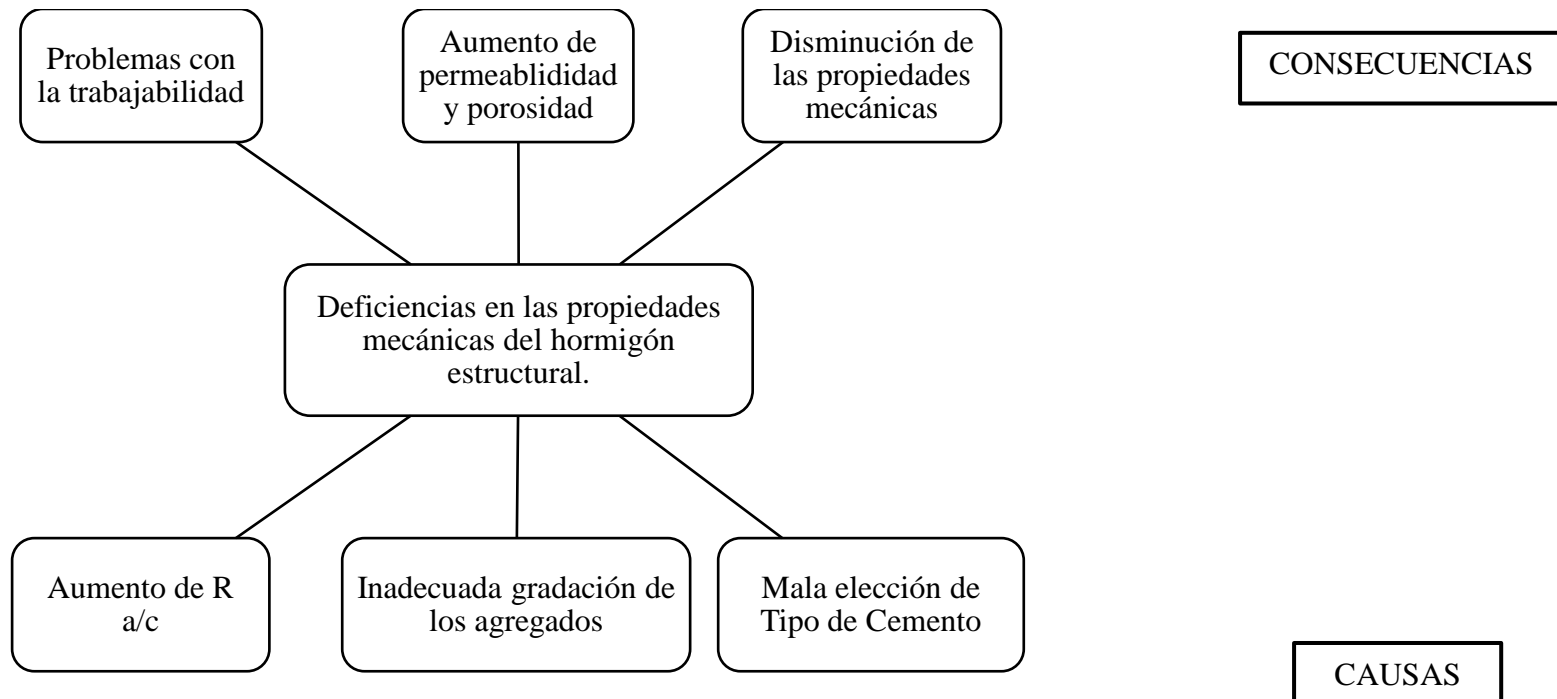 Problemas con
la trabajabilidad
Aumento de
permeablididad
y porosidad
Disminución de
las propiedades
mecánicas
CONSECUENCIAS
Deficiencias en las propiedades
mecánicas del hormigón
estructural.
Aumento de R
a/c
Inadecuada gradación de
los agregados
Mala elección de
Tipo de Cemento
CAUSAS